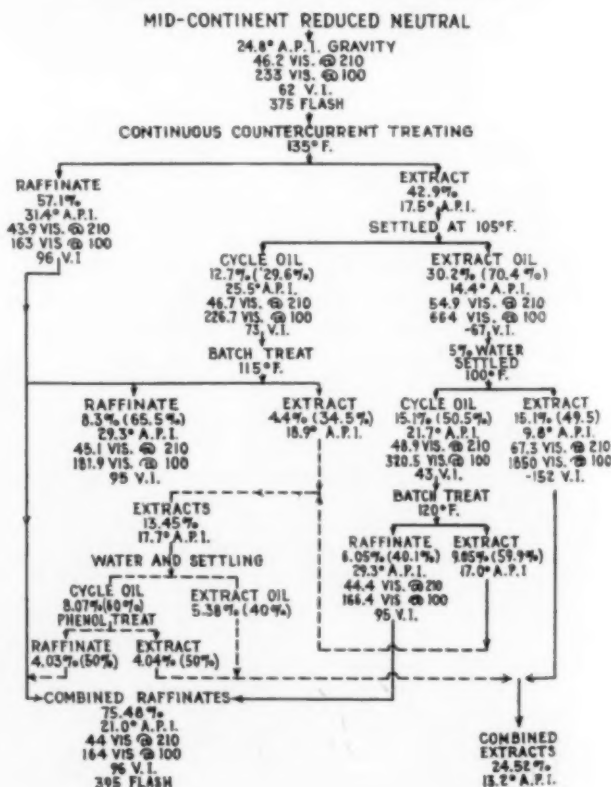 MID-CONTINENT REDUCED NEUTRAL
24.8° A.P.I. GRAVITY
46.2 VIS. @ 210
233 VIS. @ 100
62 V.I.
375 FLASH
CONTINUOUS COUNTERCURRENT TREATING
135° F.
RAFFINATE
57.1%
31.4° A.P.I.
43.9 VIS. @ 210
163 VIS @ 100
96 V.I
EXTRACT
42.9%
17.5° A.P.I.
SETTLED AT 105°F.
CYCLE OIL
12.7% (29.6%)
25.5° A.P.I.
46.7 VIS. @ 210
226.7 VIS. @ 100
73 V.I.
BATCH TREAT
115°F.
EXTRACT OIL
30.2% (70.4%)
14.4° A.P.I.
54.9 VIS. @ 210
664 VIS. @ 100
-67 V.I.
5% WATER
SETTLED
100°F.
RAFFINATE
8.3% (65.5%)
29.3° A.P.I.
45.1 VIS. @ 210
181.9 VIS. @ 100
95 V.I.
EXTRACT
4.4% (34.5%)
18.9° A.P.I.
CYCLE OIL
15.1% (50.5%)
21.7° A.P.I.
48.9 VIS. @ 210
320.5 VIS. @ 100
43 V.I.
BATCH TREAT
120°F.
EXTRACT
15.1% (49.5)
9.8° A.P.I.
67.3 VIS. @ 210
1850 VIS. @ 100
-152 V.I.
RAFFINATE
6.05% (40.1%)
29.3° A.P.I.
44.4 VIS. @ 210
166.4 VIS @ 100
95 V.I.
EXTRACT
9.05% (59.9%)
17.0° A.P.I
EXTRACTS
13.45%
17.7° A.P.I.
WATER AND SETTLING
CYCLE OIL
8.07% (60%)
PHENOL TREAT
EXTRACT OIL
5.38% (40%)
RAFFINATE
4.03% (50%)
EXTRACT
4.04% (50%)
COMBINED RAFFINATES
75.48%
21.0° A.P.I.
44 VIS @ 210
164 VIS @ 100
96 V.I.
395 FLASH
COMBINED
EXTRACTS
24.52%
13.2° A.P.I.